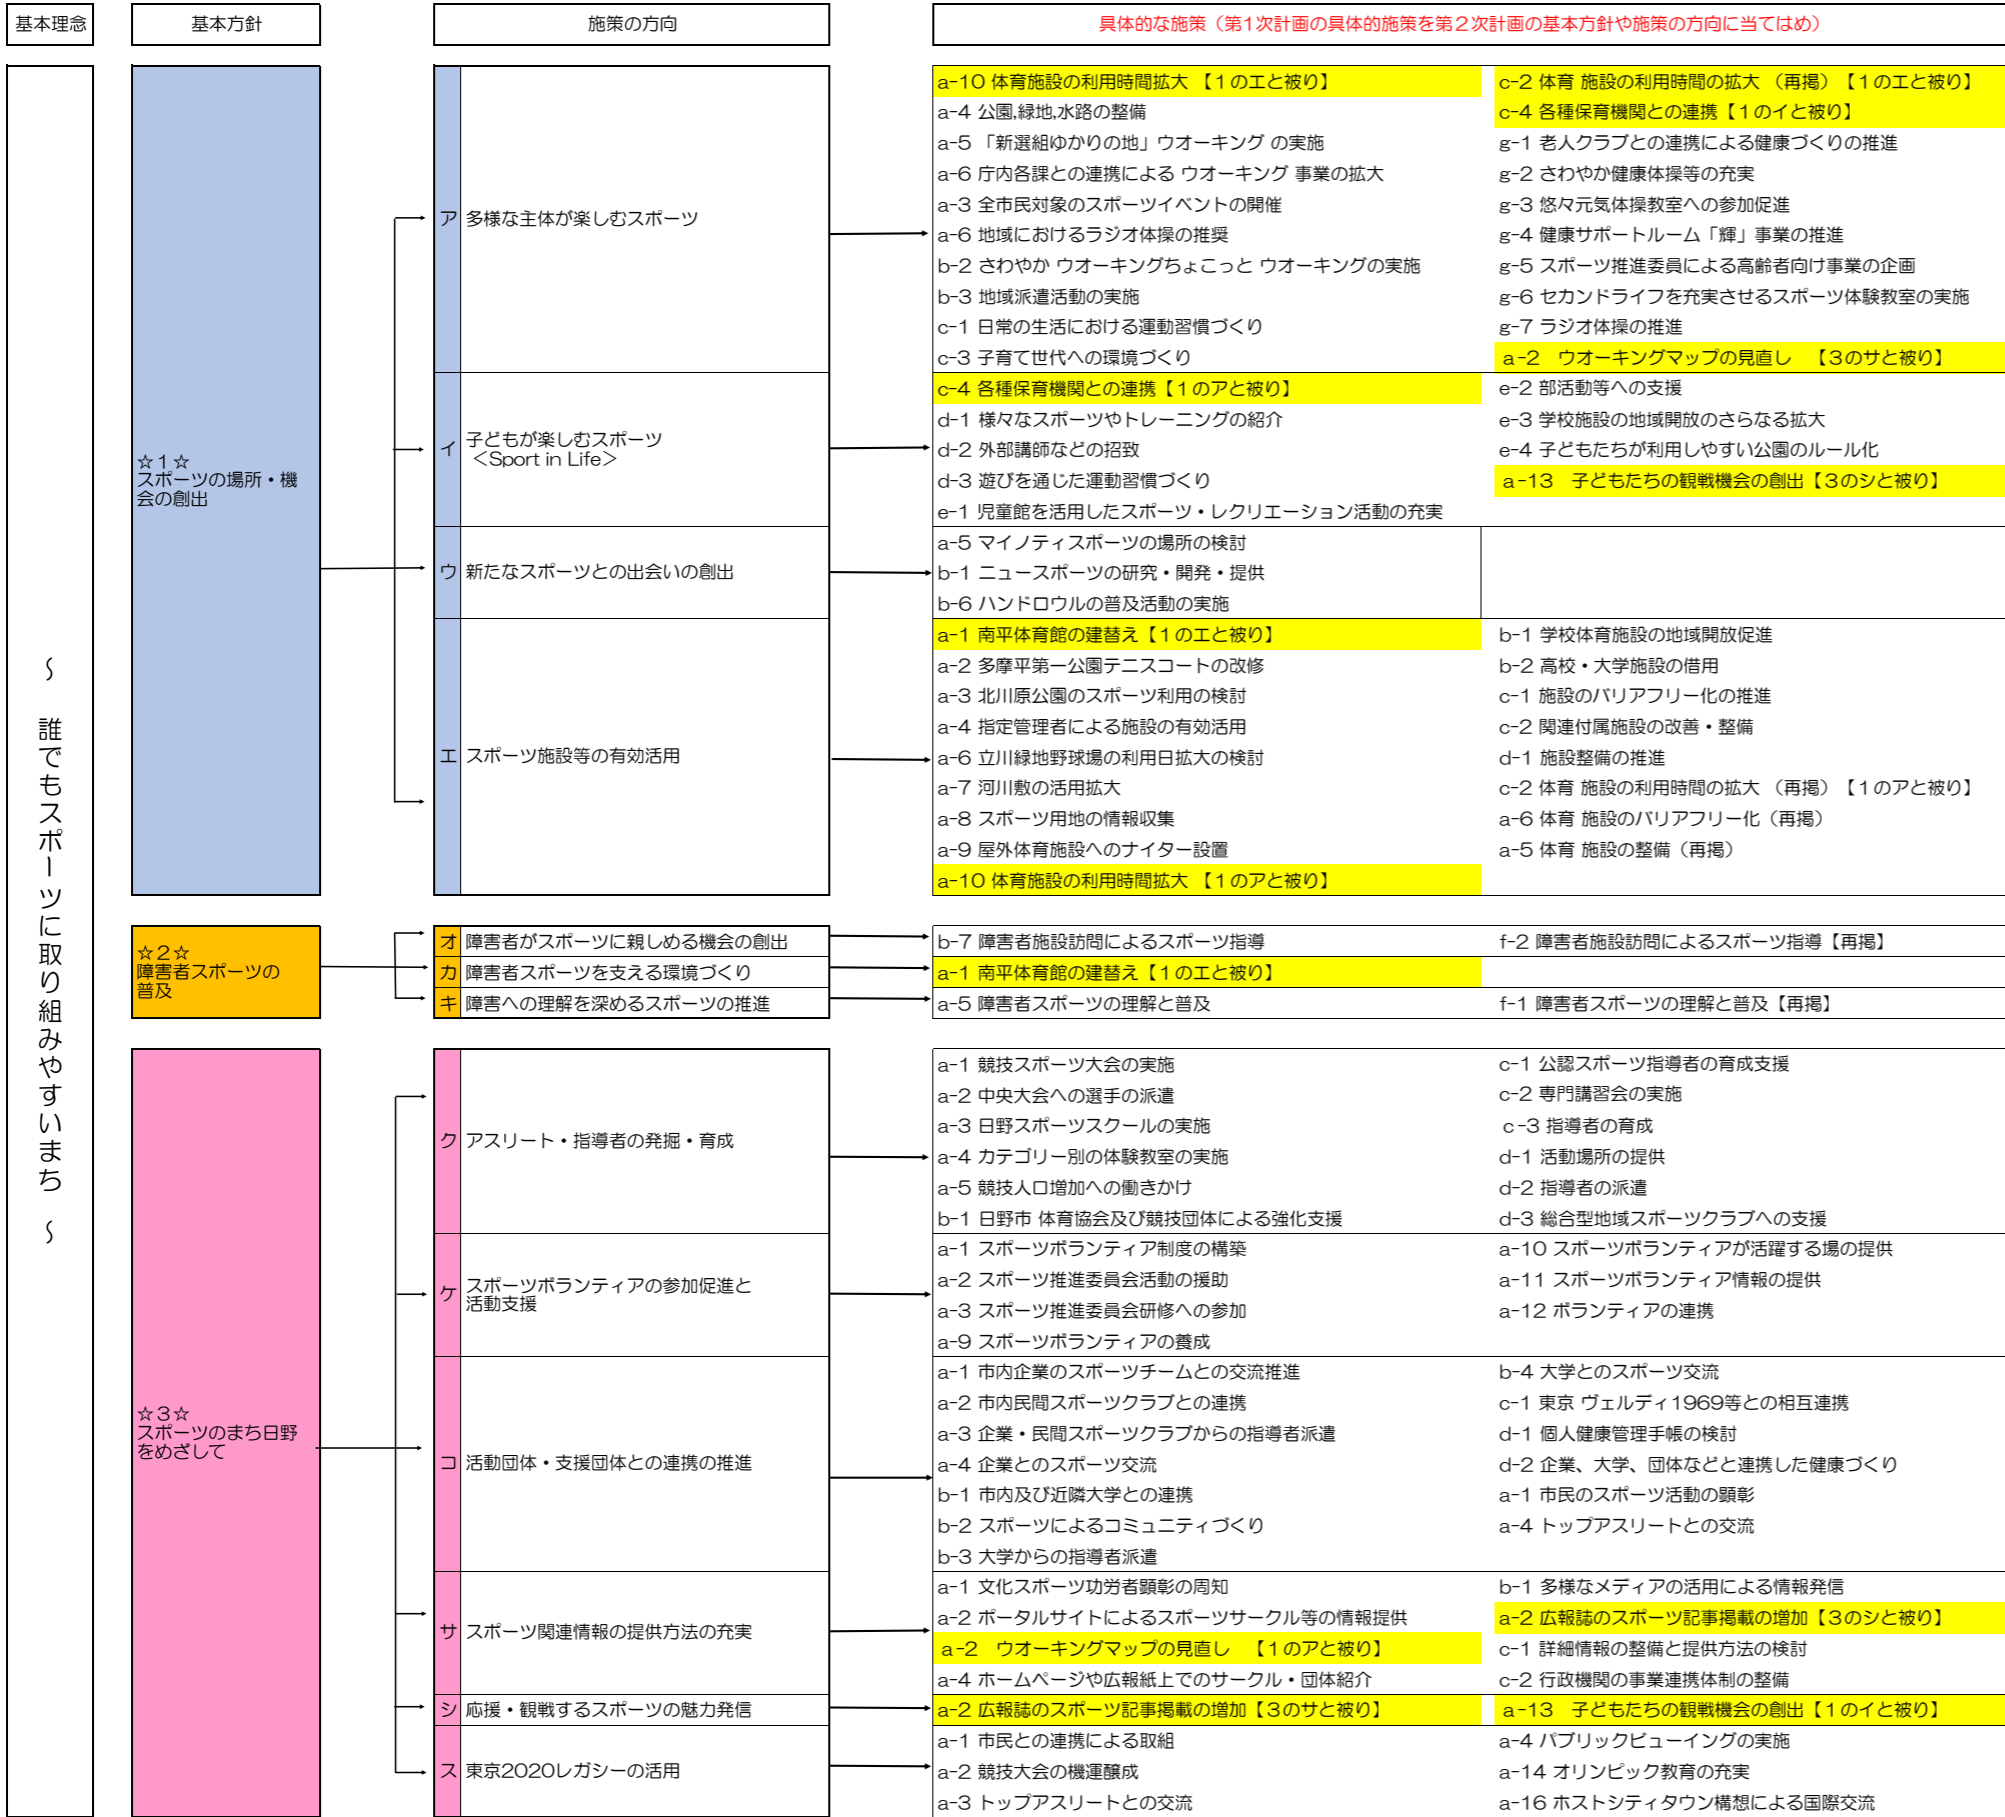 基本理念
基本方針
施策の方向
具体的な施策（第1次計画の具体的施策を第２次計画の基本方針や施策の方向に当てはめ）
～　誰でもスポーツに取り組みやすいまち　～
☆１☆
スポーツの場所・機
会の創出
ア 多様な主体が楽しむスポーツ
a-10 体育施設の利用時間拡大 【１のエと被り】
a-4 公園,緑地,水路の整備
a-5 「新選組ゆかりの地」ウオーキング の実施
a-6 庁内各課との連携による ウオーキング 事業の拡大
a-3 全市民対象のスポーツイベントの開催
a-6 地域におけるラジオ体操の推奨
b-2 さわやか ウオーキングちょこっと ウオーキングの実施
b-3 地域派遣活動の実施
c-1 日常の生活における運動習慣づくり
c-3 子育て世代への環境づくり
c-2 体育 施設の利用時間の拡大 （再掲）【１のエと被り】
c-4 各種保育機関との連携【１のイと被り】
g-1 老人クラブとの連携による健康づくりの推進
g-2 さわやか健康体操等の充実
g-3 悠々元気体操教室への参加促進
g-4 健康サポートルーム「輝」事業の推進
g-5 スポーツ推進委員による高齢者向け事業の企画
g-6 セカンドライフを充実させるスポーツ体験教室の実施
g-7 ラジオ体操の推進
a-2　ウオーキングマップの見直し　【３のサと被り】
イ 子どもが楽しむスポーツ
＜Sport in Life＞
c-4 各種保育機関との連携【１のアと被り】
d-1 様々なスポーツやトレーニングの紹介
d-2 外部講師などの招致
d-3 遊びを通じた運動習慣づくり
e-1 児童館を活用したスポーツ・レクリエーション活動の充実
e-2 部活動等への支援
e-3 学校施設の地域開放のさらなる拡大
e-4 子どもたちが利用しやすい公園のルール化
a-13　子どもたちの観戦機会の創出【３のシと被り】
ウ 新たなスポーツとの出会いの創出
a-5 マイノティスポーツの場所の検討
b-1 ニュースポーツの研究・開発・提供
b-6 ハンドロウルの普及活動の実施
エ スポーツ施設等の有効活用
a-1 南平体育館の建替え【１のエと被り】
a-2 多摩平第一公園テニスコートの改修
a-3 北川原公園のスポーツ利用の検討
a-4 指定管理者による施設の有効活用
a-6 立川緑地野球場の利用日拡大の検討
a-7 河川敷の活用拡大
a-8 スポーツ用地の情報収集
a-9 屋外体育施設へのナイター設置
a-10 体育施設の利用時間拡大 【１のアと被り】
b-1 学校体育施設の地域開放促進
b-2 高校・大学施設の借用
c-1 施設のバリアフリー化の推進
c-2 関連付属施設の改善・整備
d-1 施設整備の推進
c-2 体育 施設の利用時間の拡大 （再掲）【１のアと被り】
a-6 体育 施設のバリアフリー化（再掲）
a-5 体育 施設の整備（再掲）
☆２☆
障害者スポーツの
普及
オ 障害者がスポーツに親しめる機会の創出
b-7 障害者施設訪問によるスポーツ指導
f-2 障害者施設訪問によるスポーツ指導【再掲】
カ 障害者スポーツを支える環境づくり
a-1 南平体育館の建替え【１のエと被り】
キ 障害への理解を深めるスポーツの推進
a-5 障害者スポーツの理解と普及
f-1 障害者スポーツの理解と普及【再掲】
☆３☆
スポーツのまち日野
をめざして
ク アスリート・指導者の発掘・育成
a-1 競技スポーツ大会の実施
a-2 中央大会への選手の派遣
a-3 日野スポーツスクールの実施
a-4 カテゴリー別の体験教室の実施
a-5 競技人口増加への働きかけ
b-1 日野市 体育協会及び競技団体による強化支援
c-1 公認スポーツ指導者の育成支援
c-2 専門講習会の実施
c-3 指導者の育成
d-1 活動場所の提供
d-2 指導者の派遣
d-3 総合型地域スポーツクラブへの支援
ケ スポーツボランティアの参加促進と
活動支援
a-1 スポーツボランティア制度の構築
a-2 スポーツ推進委員会活動の援助
a-3 スポーツ推進委員会研修への参加
a-9 スポーツボランティアの養成
a-10 スポーツボランティアが活躍する場の提供
a-11 スポーツボランティア情報の提供
a-12 ボランティアの連携
コ 活動団体・支援団体との連携の推進
a-1 市内企業のスポーツチームとの交流推進
a-2 市内民間スポーツクラブとの連携
a-3 企業・民間スポーツクラブからの指導者派遣
a-4 企業とのスポーツ交流
b-1 市内及び近隣大学との連携
b-2 スポーツによるコミュニティづくり
b-3 大学からの指導者派遣
b-4 大学とのスポーツ交流
c-1 東京 ヴェルディ1969等との相互連携
d-1 個人健康管理手帳の検討
d-2 企業、大学、団体などと連携した健康づくり
a-1 市民のスポーツ活動の顕彰
a-4 トップアスリートとの交流
サ スポーツ関連情報の提供方法の充実
a-1 文化スポーツ功労者顕彰の周知
a-2 ポータルサイトによるスポーツサークル等の情報提供
a-2　ウオーキングマップの見直し　【１のアと被り】
a-4 ホームページや広報紙上でのサークル・団体紹介
b-1 多様なメディアの活用による情報発信
a-2 広報誌のスポーツ記事掲載の増加【３のシと被り】
c-1 詳細情報の整備と提供方法の検討
c-2 行政機関の事業連携体制の整備
シ 応援・観戦するスポーツの魅力発信
a-2 広報誌のスポーツ記事掲載の増加【３のサと被り】
a-13　子どもたちの観戦機会の創出【１のイと被り】
ス 東京2020レガシーの活用
a-1 市民との連携による取組
a-2 競技大会の機運醸成
a-3 トップアスリートとの交流
a-4 パブリックビューイングの実施
a-14 オリンピック教育の充実
a-16 ホストシティタウン構想による国際交流